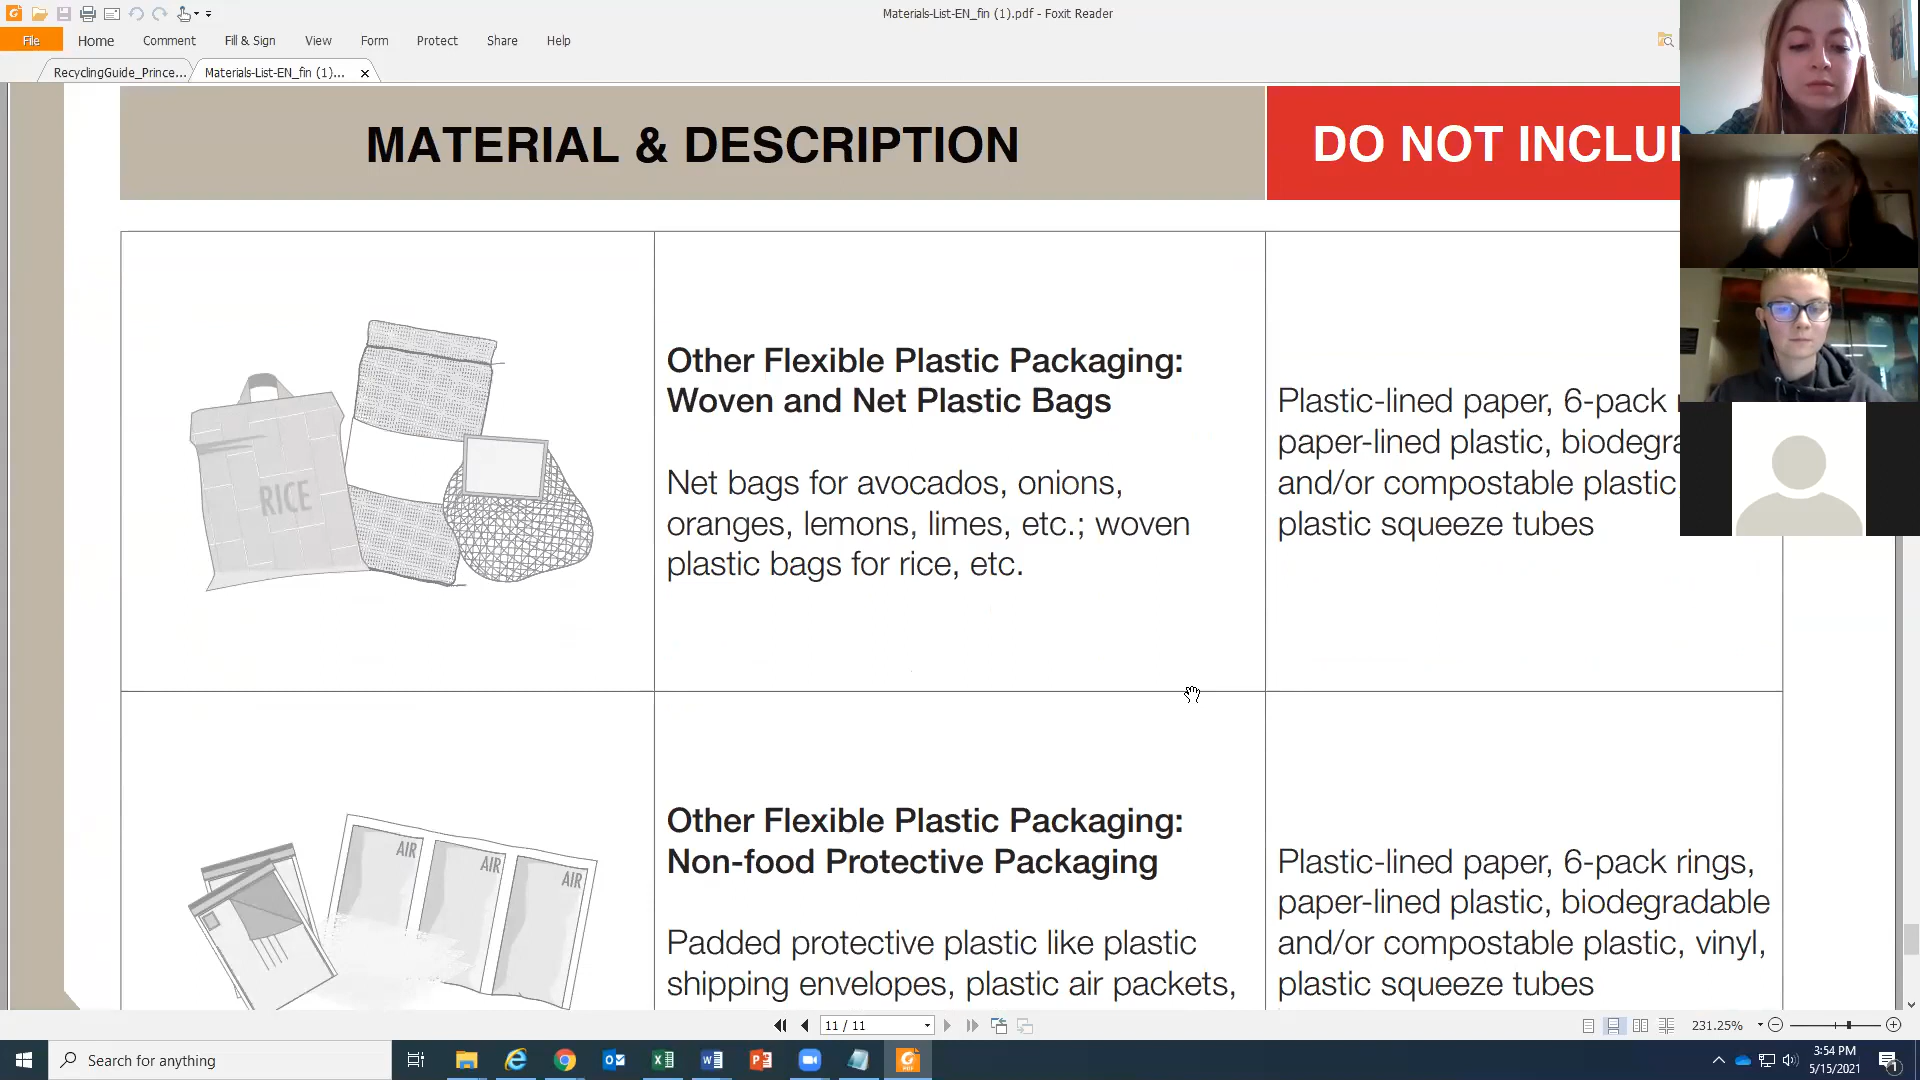 Materials-List-EN_fin (1).pdf - Foxit Reader
File Home Comment Fill & Sign View Form Protect Share Help
RecyclingGuide_Prince... Materials-List-EN_fin (1)...
MATERIAL & DESCRIPTION
DO NOT INCLU
RICE
Other Flexible Plastic Packaging:
Woven and Net Plastic Bags
Net bags for avocados, onions,
oranges, lemons, limes, etc.; woven
plastic bags for rice, etc.
Plastic-lined paper, 6-pack
paper-lined plastic, biodegra
and/or compostable plastic
plastic squeeze tubes
AIR AIR AIR
Other Flexible Plastic Packaging:
Non-food Protective Packaging
Padded protective plastic like plastic
shipping envelopes, plastic air packets,
Plastic-lined paper, 6-pack rings,
paper-lined plastic, biodegradable
and/or compostable plastic, vinyl,
plastic squeeze tubes
11 / 11
231.25%
Search for anything
3:54 PM
5/15/2021